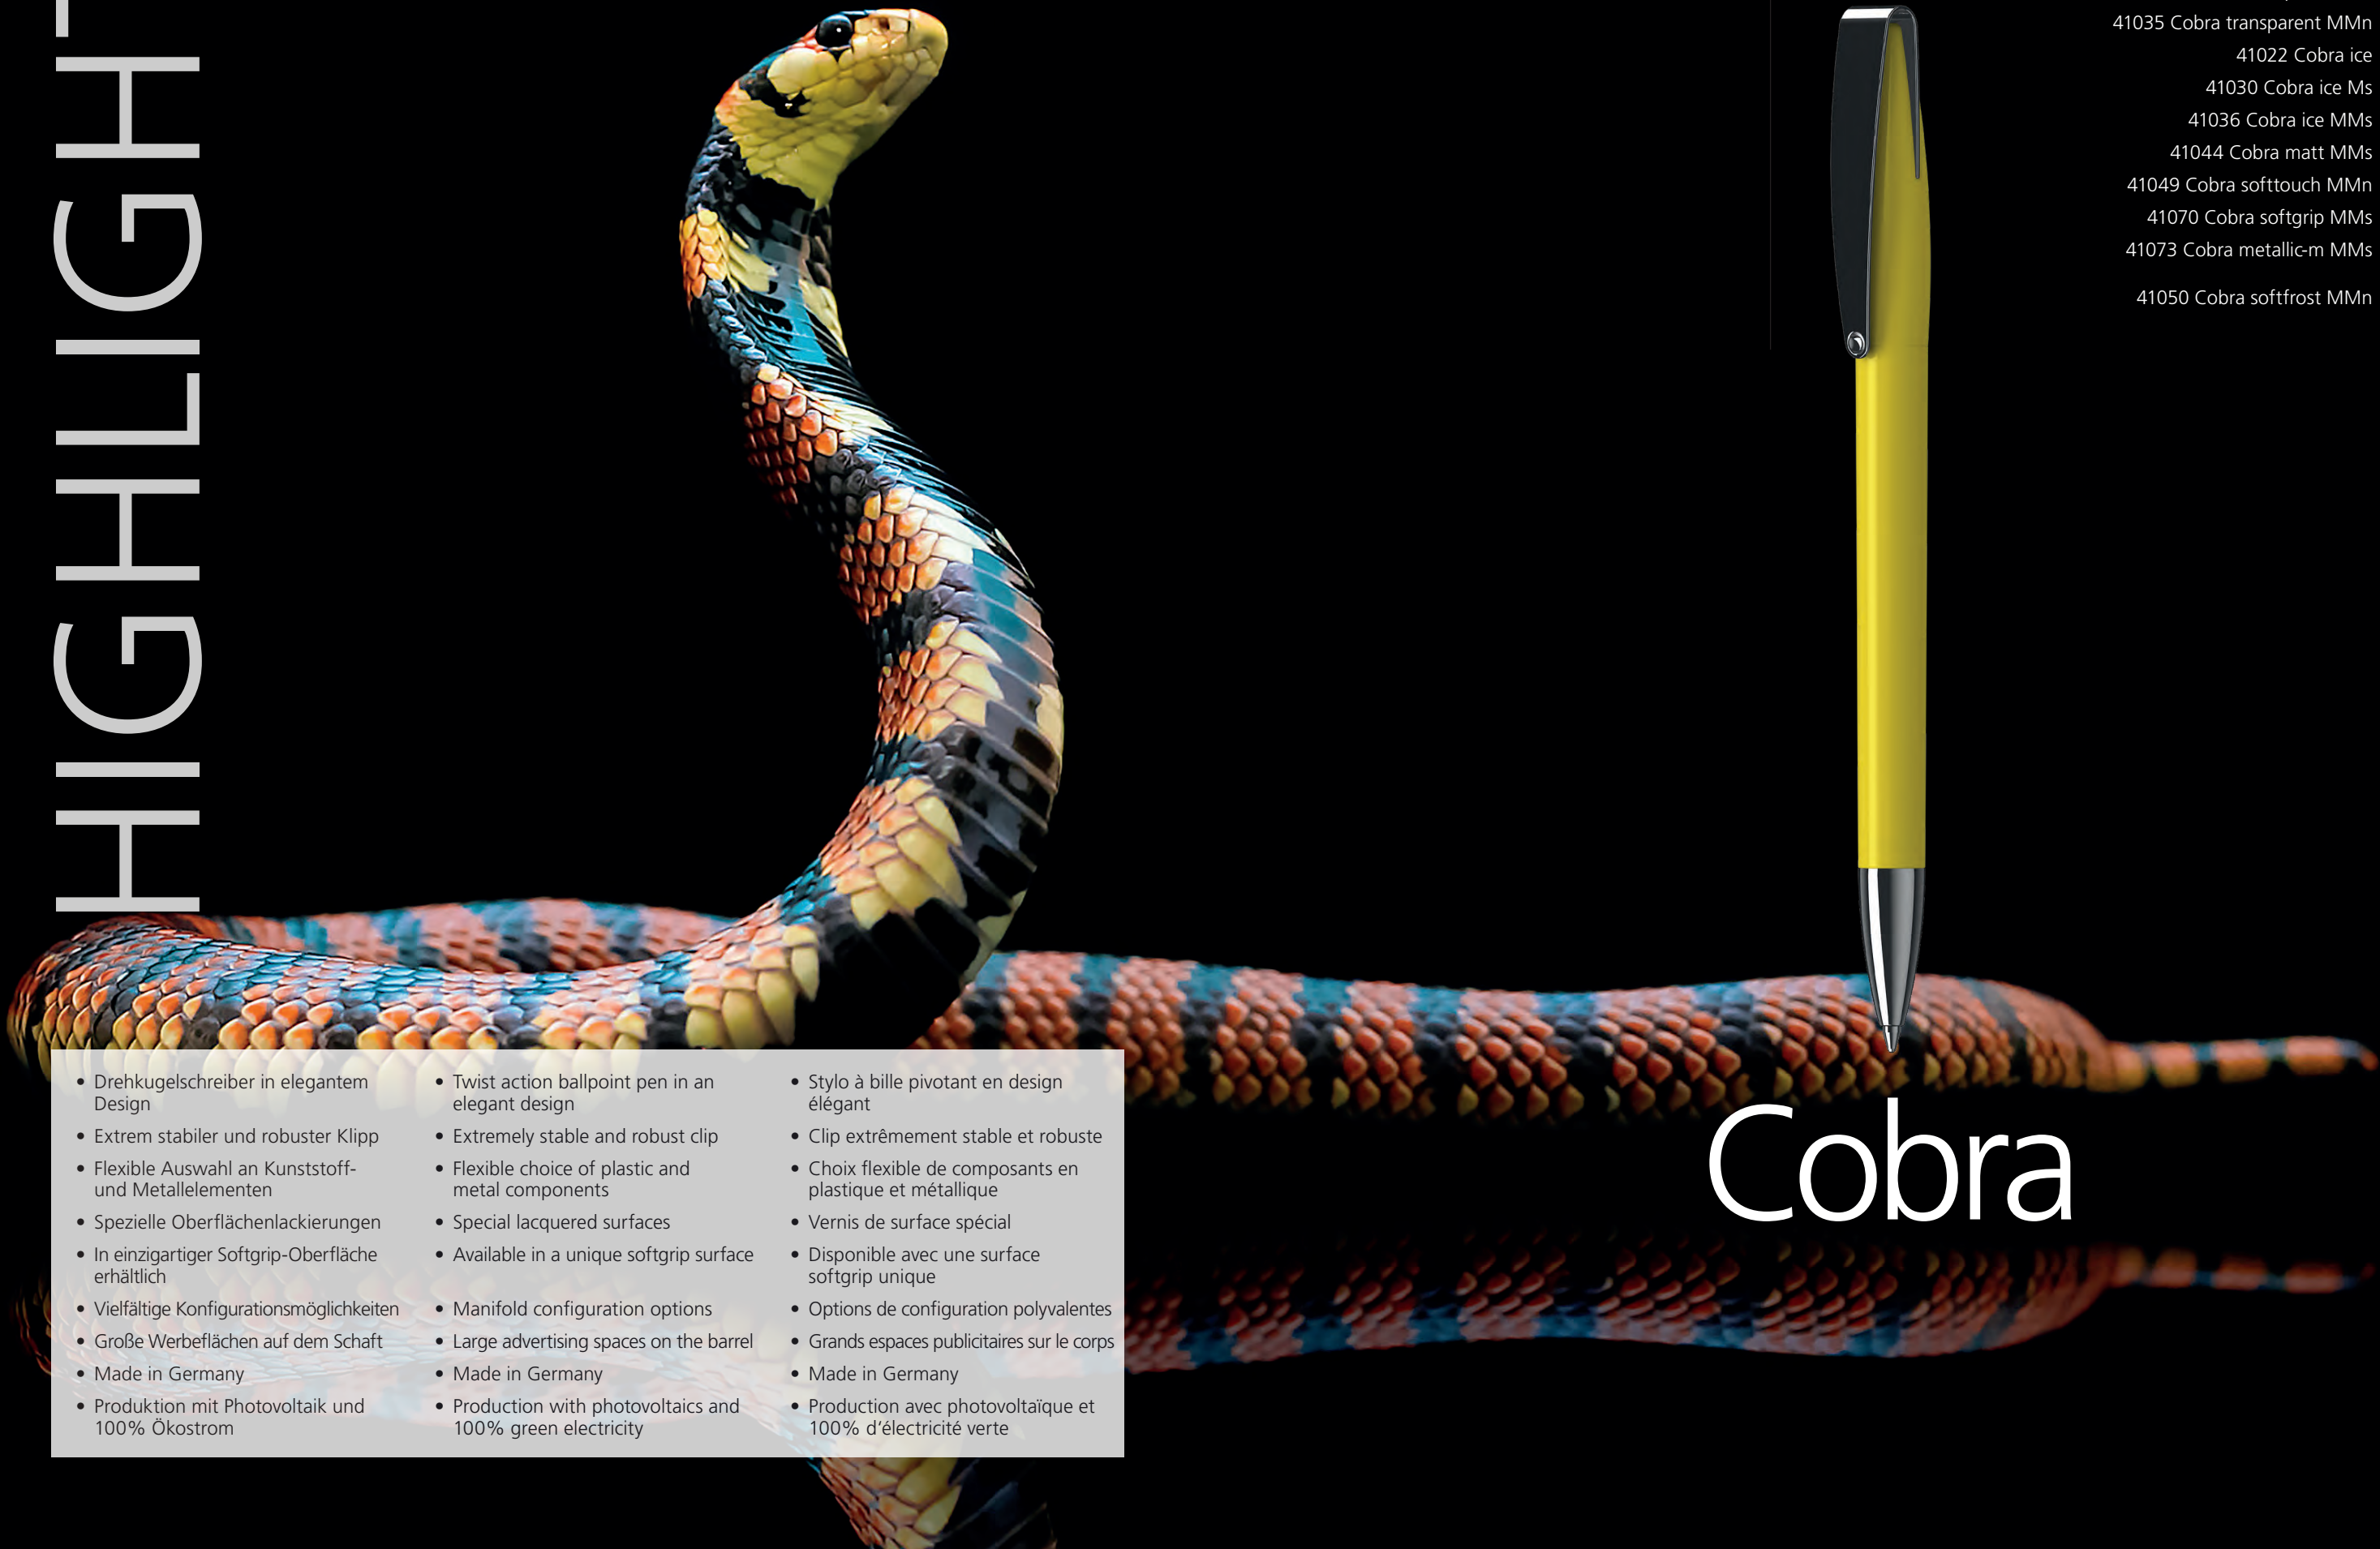 HIGHLIGHT
41035 Cobra transparent MMn
41022 Cobra ice
41030 Cobra ice Ms
41036 Cobra ice MMs
41044 Cobra matt MMs
41049 Cobra softtouch MMn
41070 Cobra softgrip MMs
41073 Cobra metallic-m MMs
41050 Cobra softfrost MMn
• Drehkugelschreiber in elegantem
Design
• Extrem stabiler und robuster Klipp
• Flexible Auswahl an Kunststoff-
und Metallelementen
• Spezielle Oberflächenlackierungen
• In einzigartiger Softgrip-Oberfläche
erhältlich
• Vielfältige Konfigurationsmöglichkeiten
• Große Werbeflächen auf dem Schaft
• Made in Germany
• Produktion mit Photovoltaik und
100% Ökostrom
• Twist action ballpoint pen in an
elegant design
• Extremely stable and robust clip
• Flexible choice of plastic and
metal components
• Special lacquered surfaces
• Available in a unique softgrip surface
• Manifold configuration options
• Large advertising spaces on the barrel
• Made in Germany
• Production with photovoltaics and
100% green electricity
• Stylo à bille pivotant en design
élégant
• Clip extrêmement stable et robuste
• Choix flexible de composants en
plastique et métallique
• Vernis de surface spécial
• Disponible avec une surface
softgrip unique
• Options de configuration polyvalentes
• Grands espaces publicitaires sur le corps
• Made in Germany
• Production avec photovoltaïque et
100% d‘électricité verte
Cobra